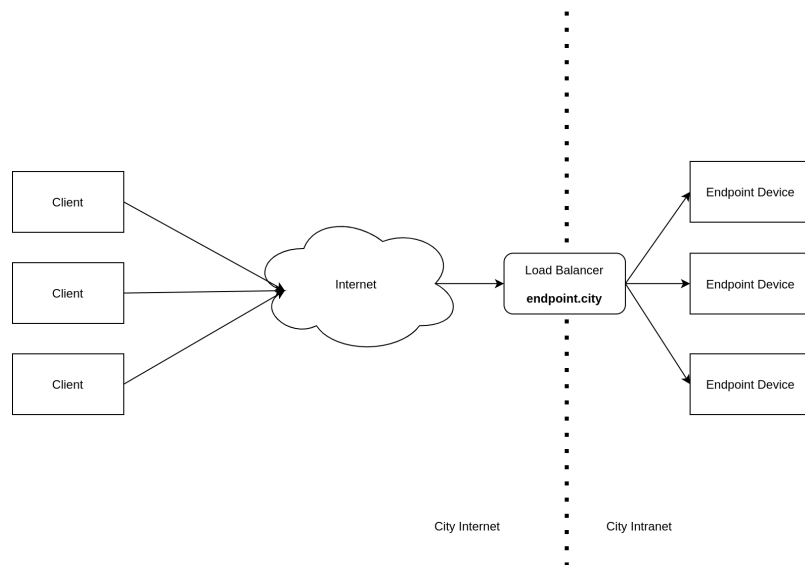 Client
Client
Client
Internet
Load Balancer
endpoint.city
Endpoint Device
Endpoint Device
Endpoint Device
City Internet
City Intranet